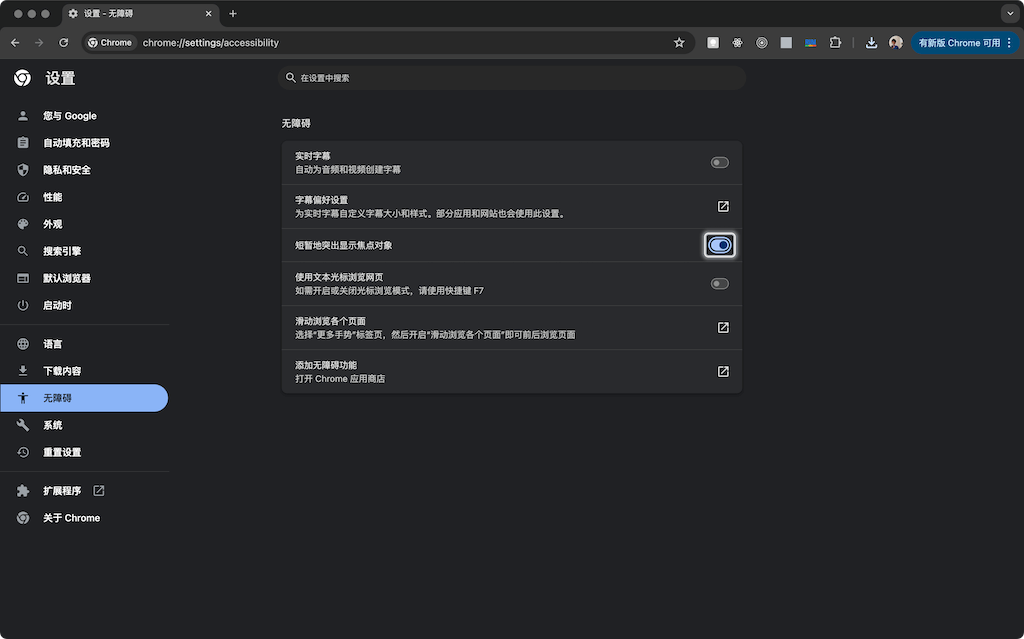 设置 - 无障碍
Chrome
chrome://settings/accessibility
有新版 Chrome 可用
设置
在设置中搜索
您与 Google
自动填充和密码
隐私和安全
性能
外观
搜索引擎
默认浏览器
启动时
语言
下载内容
无障碍
系统
重置设置
扩展程序
关于 Chrome
无障碍
实时字幕
自动为音频和视频创建字幕
字幕偏好设置
为实时字幕自定义字幕大小和样式。部分应用和网站也会使用此设置。
短暂地突出显示焦点对象
使用文本光标浏览网页
如需开启或关闭光标浏览模式，请使用快捷键 F7
滑动浏览各个页面
选择“更多手势”标签页，然后开启“滑动浏览各个页面”即可前后浏览页面
添加无障碍功能
打开 Chrome 应用商店